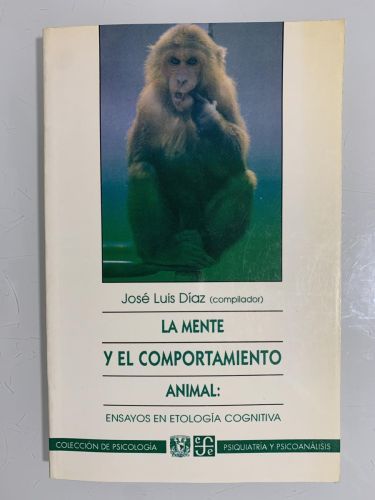 José Luis Díaz (compilador)
LA MENTE
Y EL COMPORTAMIENTO
ANIMAL:
ENSAYOS EN ETOLOGÍA COGNITIVA
COLECCIÓN DE PSICOLOGÍA PSIQUIATRÍA Y PSICOANÁLISIS